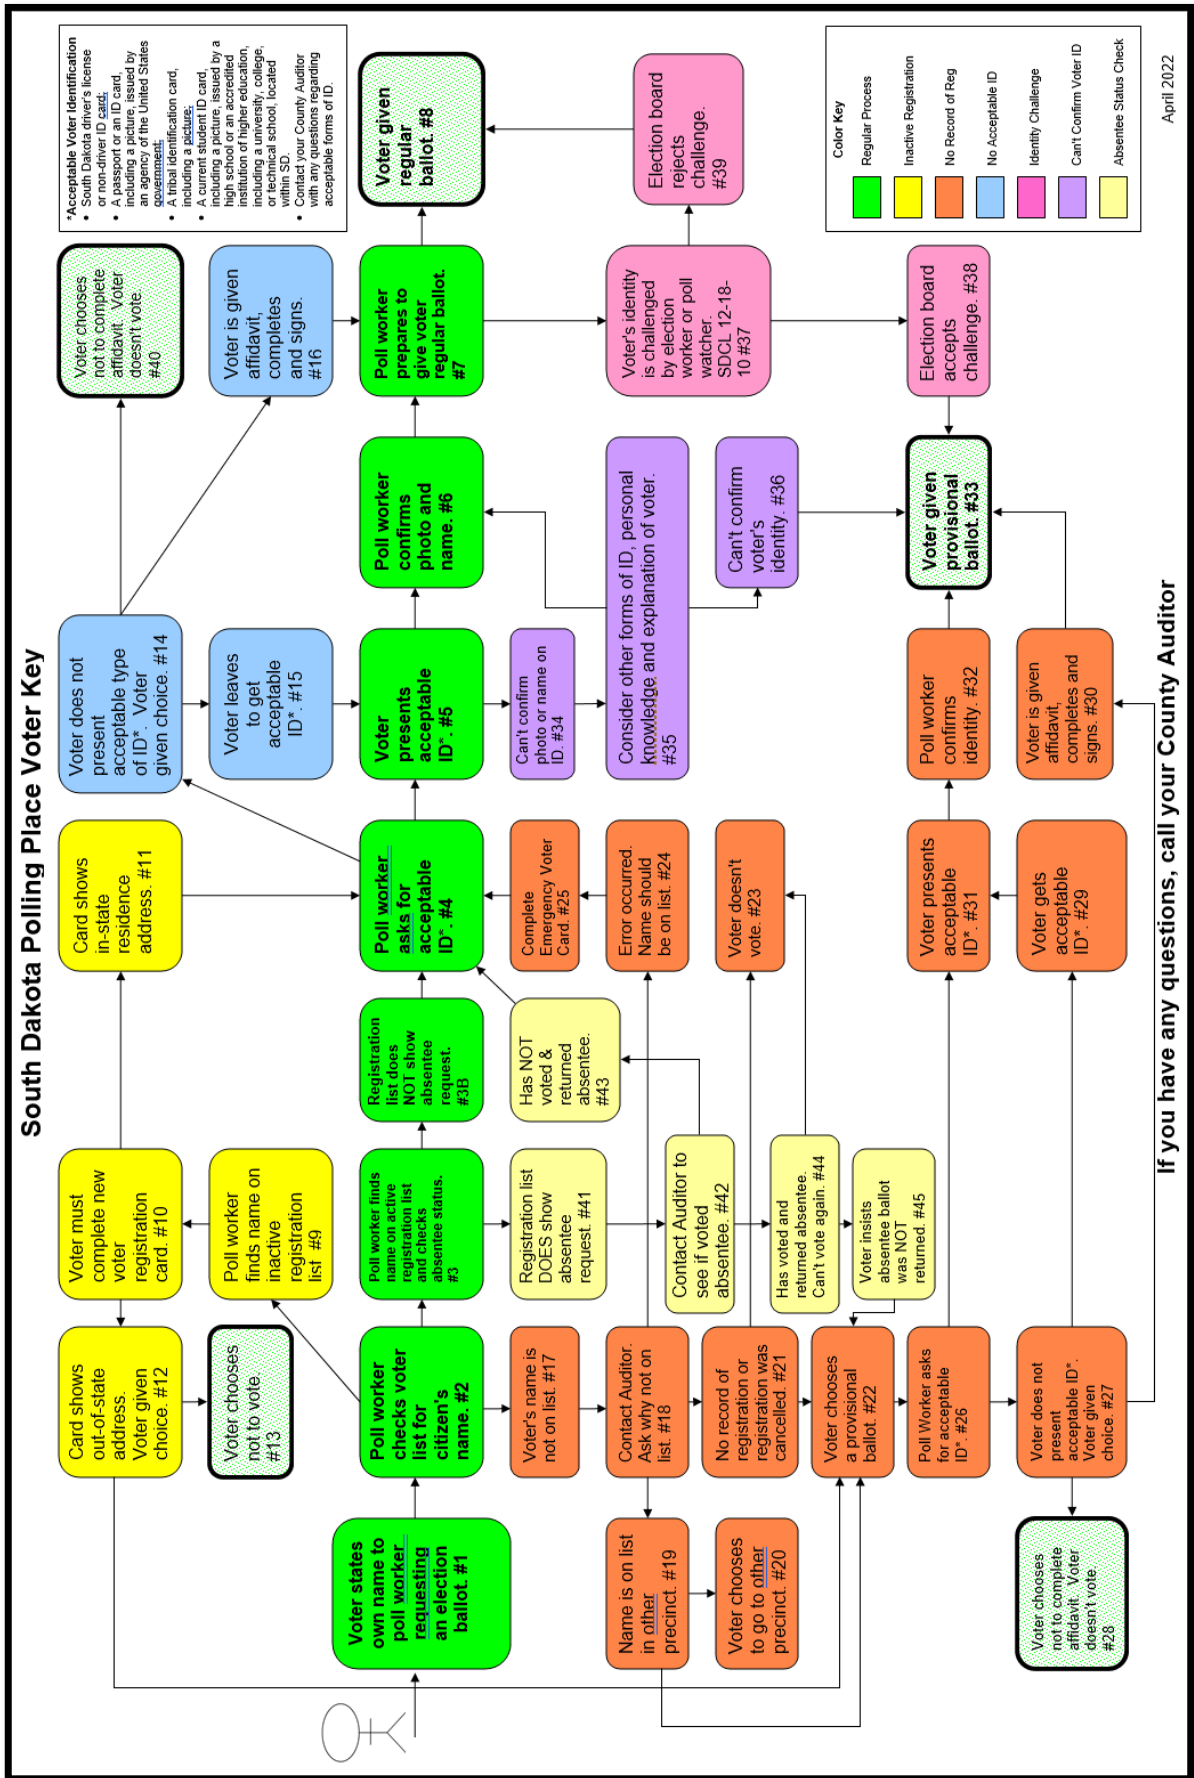 South Dakota Polling Place Voter Key
*Acceptable Voter Identification
• South Dakota driver's license
or non-driver ID card;
• A passport or an ID card,
including a picture, issued by
an agency of the United States
government;
• A tribal identification card,
including a picture;
• A current student ID card,
including a picture, issued by a
high school or an accredited
institution of higher education,
including a university, college,
or technical school, located
within SD.
• Contact your County Auditor
with any questions regarding
acceptable forms of ID.
Card shows
out-of-state
address.
Voter given
choice. #12
Voter must
complete new
voter
registration
card. #10
Card shows
in-state
residence
address. #11
Voter does not
present
acceptable type
of ID*. Voter
given choice. #14
Voter chooses
not to complete
affidavit. Voter
doesn't vote.
#40
Voter chooses
not to vote.
#13
Poll worker
finds name on
inactive
registration
list #9
Voter leaves
to get
acceptable
ID*. #15
Voter is given
affidavit,
completes
and signs.
#16
Voter states
own name to
poll worker
requesting
an election
ballot. #1
Poll worker
checks voter
list for
citizen's
name. #2
Poll worker finds
name on active
registration list
and checks
absentee status.
#3
Registration
list does
NOT show
absentee
request.
#3B
Poll worker
asks for
acceptable
ID*. #4
Voter
presents
acceptable
ID*. #5
Poll worker
confirms
photo and
name. #6
Poll worker
prepares to
give voter
regular ballot.
#7
Voter given
regular
ballot. #8
Voter's name is
not on list. #17
Registration list
DOES show
absentee
request. #41
Has NOT
voted &
returned
absentee.
#43
Complete
Emergency Voter
Card. #25
Can't confirm
photo or name on
ID. #34
Name is on list
in other
precinct. #19
Contact Auditor.
Ask why not on
list. #18
Contact Auditor to
see if voted
absentee. #42
Error occurred.
Name should
be on list. #24
Consider other forms of ID, personal
knowledge and explanation of voter.
#35
Voter's identity
is challenged
by election
worker or poll
watcher.
SDCL 12-18-
10 #37
Election board
rejects
challenge.
#39
Voter chooses
to go to other
precinct. #20
No record of
registration or
registration was
cancelled. #21
Has voted and
returned absentee.
Can't vote again. #44
Voter doesn't
vote. #23
Can't confirm
voter's
identity. #36
Voter chooses
a provisional
ballot. #22
Voter insists
absentee ballot
was NOT
returned. #45
Poll Worker asks
for acceptable
ID*. #26
Voter presents
acceptable
ID*. #31
Poll worker
confirms
identity. #32
Voter given
provisional
ballot. #33
Election board
accepts
challenge. #38
Voter chooses
not to complete
affidavit. Voter
doesn't vote.
#28
Voter does not
present
acceptable ID*.
Voter given
choice. #27
Voter gets
acceptable
ID*. #29
Voter is given
affidavit,
completes and
signs. #30
Color Key
Regular Process
Inactive Registration
No Record of Reg
No Acceptable ID
Identity Challenge
Can't Confirm Voter ID
Absentee Status Check
If you have any questions, call your County Auditor
April 2022